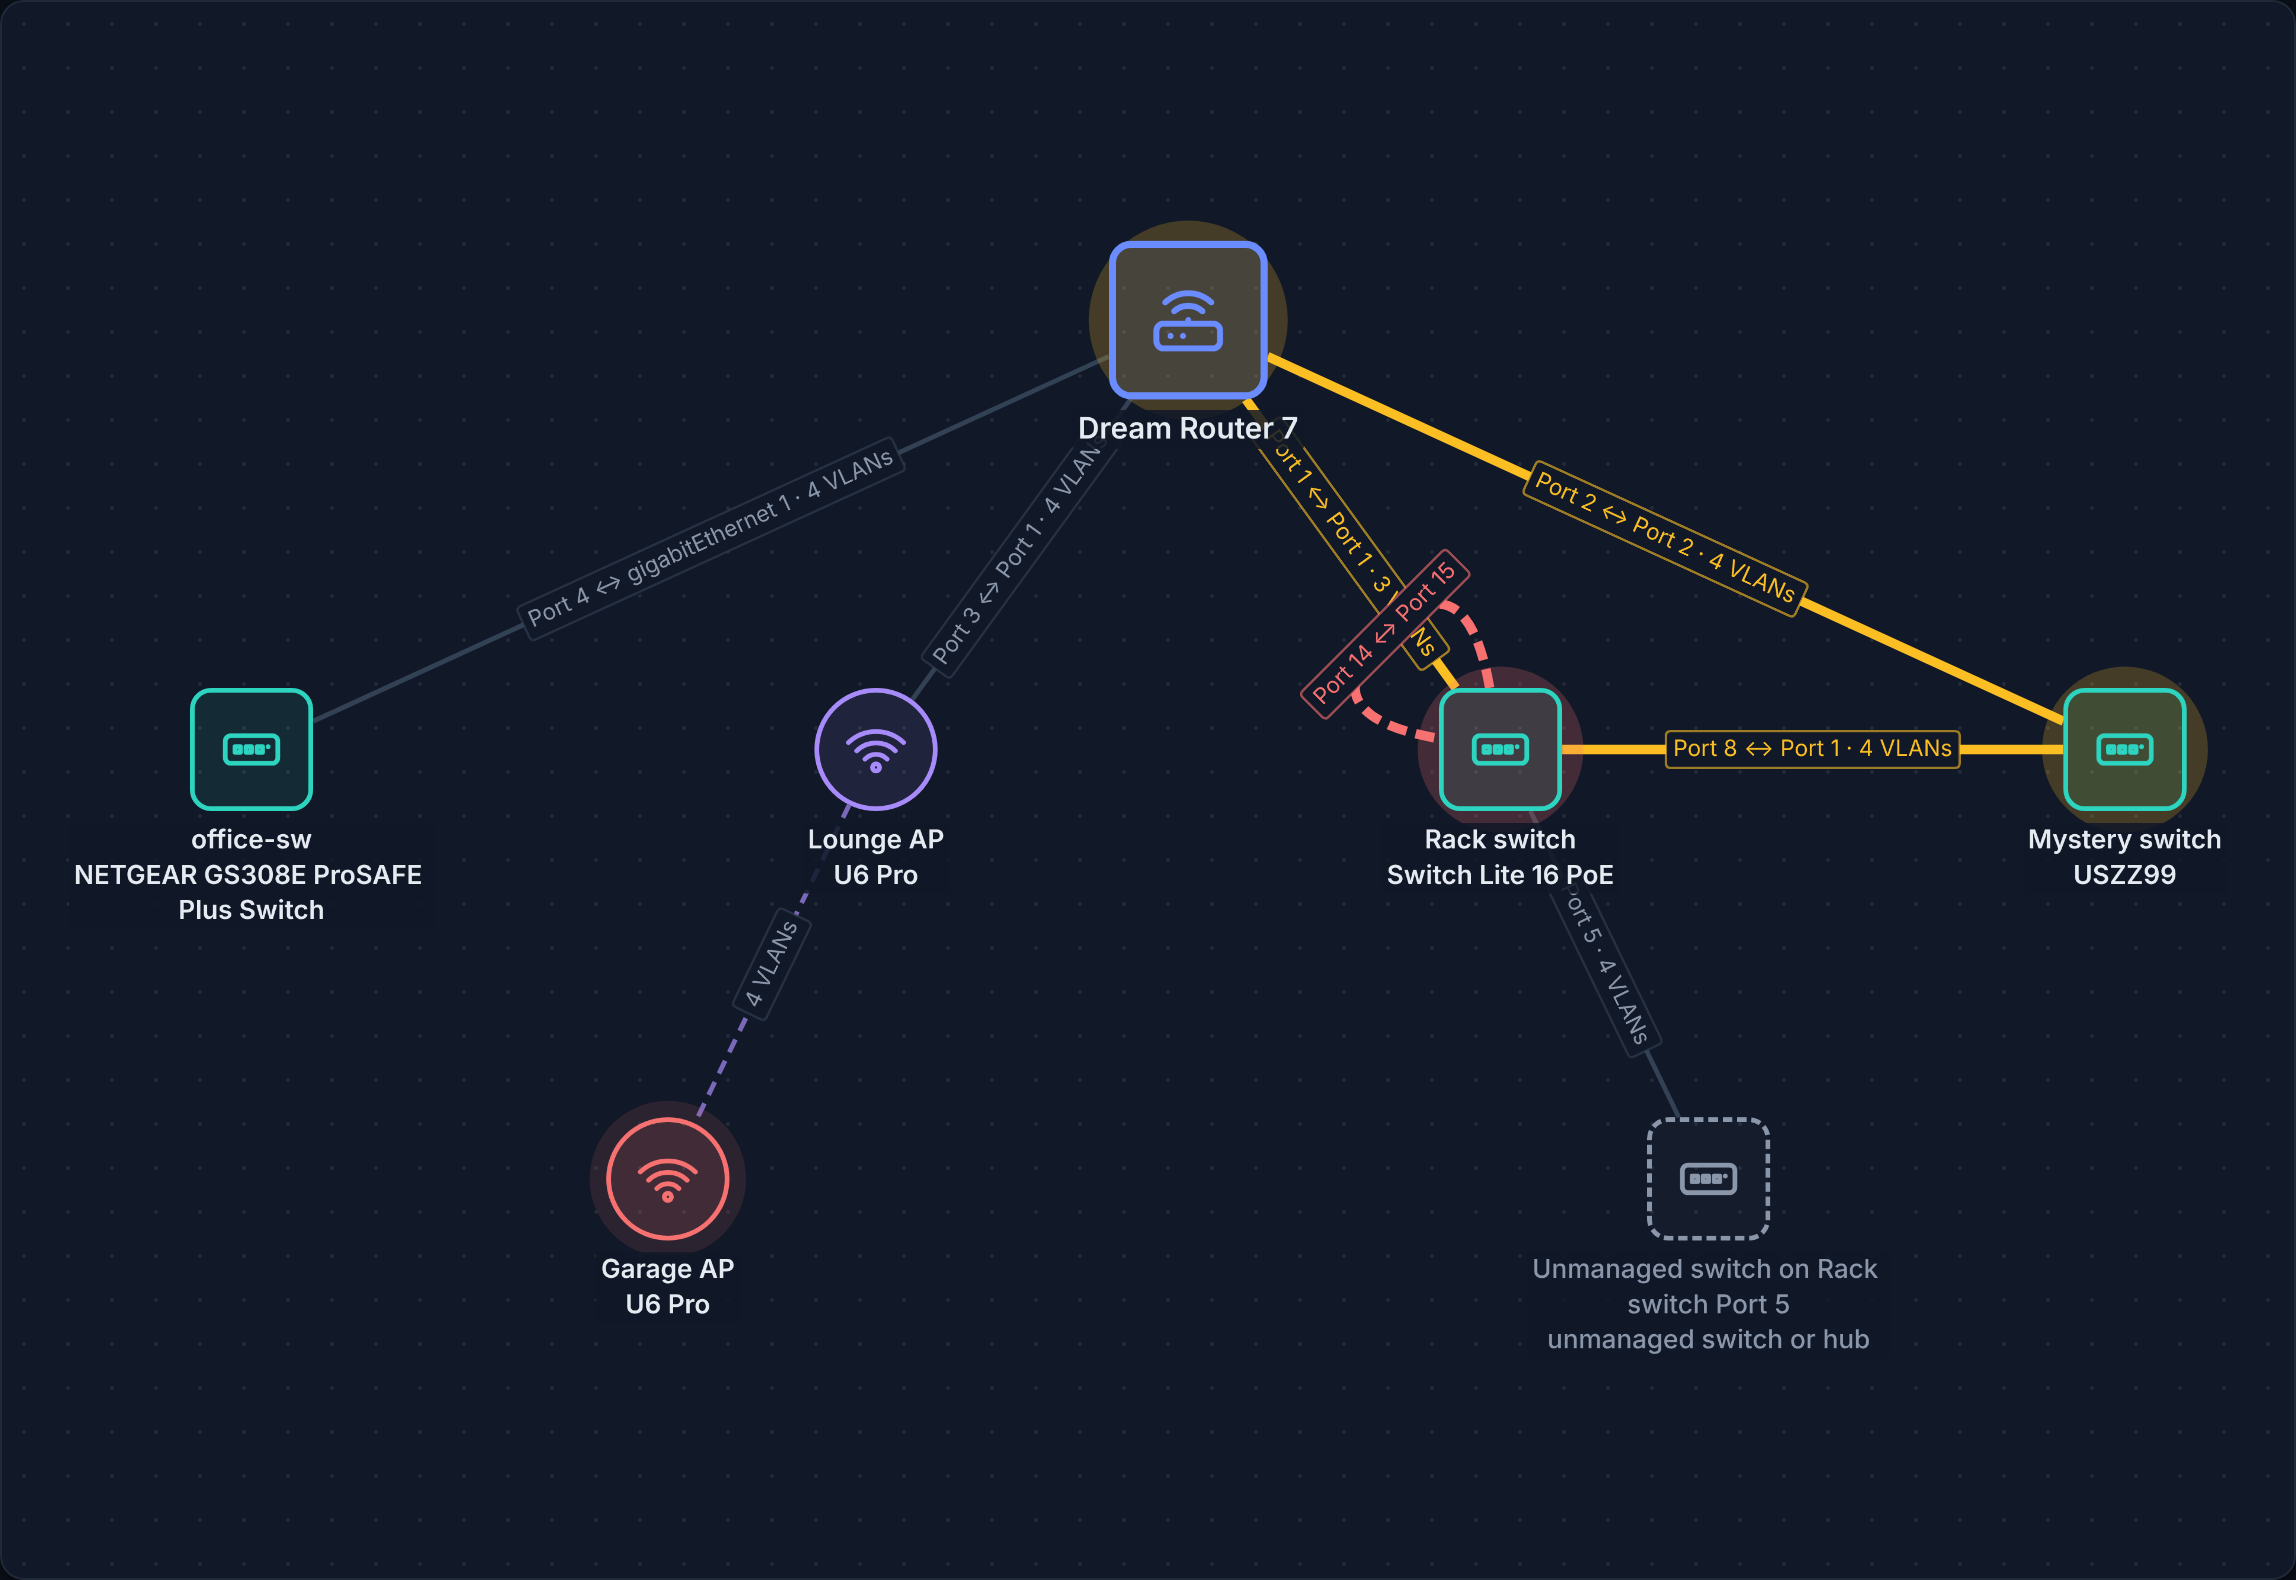 Dream Router 7
Port 4 ↔ gigabitEthernet 1 · 4 VLANs
Port 3 ↔ Port 1 · 4 VLANs
Port 1 ↔ Port 1 · 3
Port 2 ↔ Port 2 · 4 VLANs
Port 14 ↔ Port 15
Port 8 ↔ Port 1 · 4 VLANs
office-sw
NETGEAR GS308E ProSAFE
Plus Switch
Lounge AP
U6 Pro
Rack switch
Switch Lite 16 PoE
Mystery switch
USZZ99
4 VLANs
Port 5 · 4 VLANs
Garage AP
U6 Pro
Unmanaged switch on Rack
switch Port 5
unmanaged switch or hub